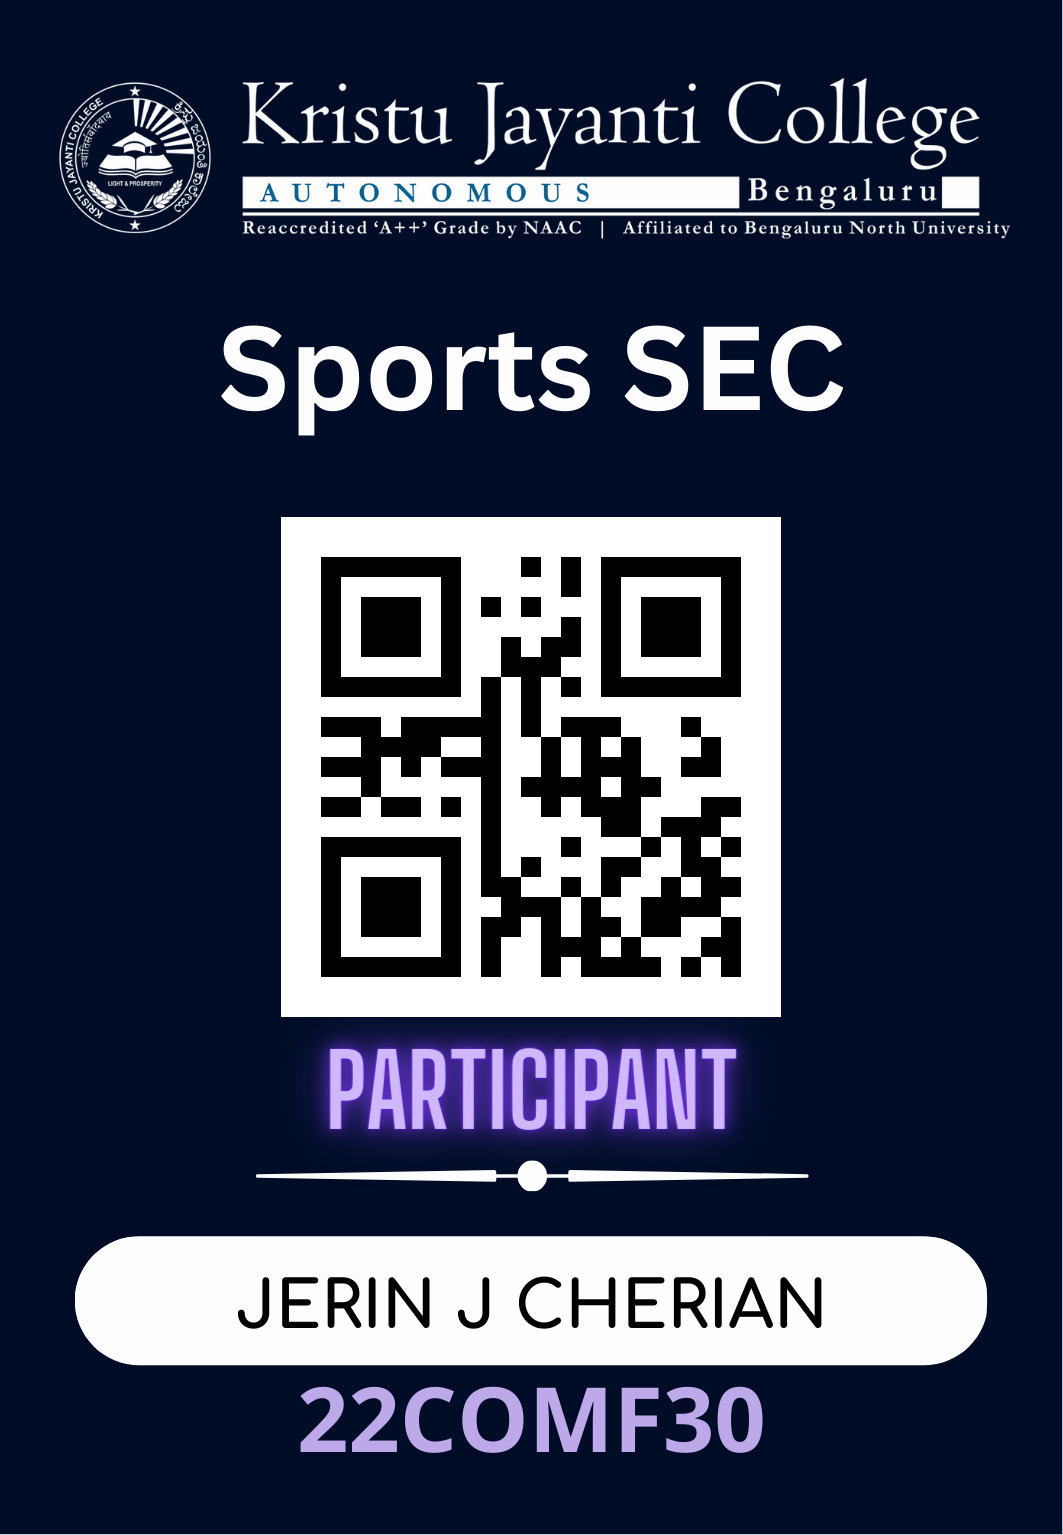 Kristu Jayanti College
AUTONOMOUS Bengaluru
Reaccredited ‘A++’ Grade by NAAC | Affiliated to Bengaluru North University
KRISTU JAYANTI COLLEGE
ಕ್ರಿಸ್ತು ಜಯಂತಿ ಕಾಲೇಜು
LIGHT & PROSPERITY
Sports SEC
PARTICIPANT
JERIN J CHERIAN
22COMF30